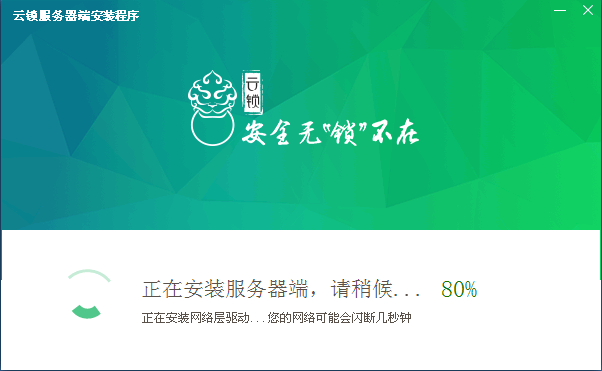 云锁服务器端安装程序
云锁
安全无“锁”不在
正在安装服务器端，请稍候... 80%
正在安装网络层驱动...您的网络可能会闪断几秒钟